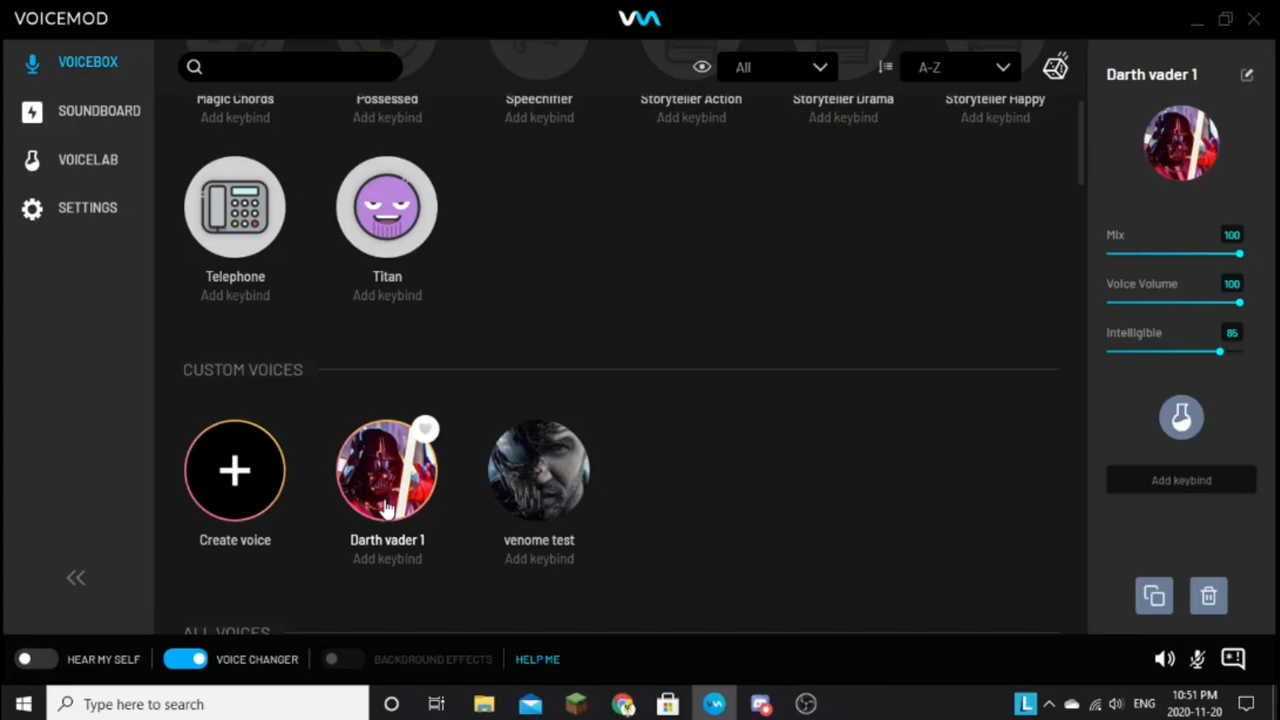 VOICEMOD
VOICEBOX
SOUNDBOARD
VOICELAB
SETTINGS
All
A-Z
Magic Chords
Possessed
Speechifier
Storyteller Action
Storyteller Drama
Storyteller Happy
Add keybind
Add keybind
Add keybind
Add keybind
Add keybind
Add keybind
Telephone
Titan
Add keybind
Add keybind
CUSTOM VOICES
Create voice
Darth vader 1
venome test
Add keybind
Add keybind
ALL VOICES
Darth vader 1
Mix
100
Voice Volume
100
Intelligible
85
Add keybind
HEAR MY SELF
VOICE CHANGER
BACKGROUND EFFECTS
HELP ME
Type here to search
L
ENG
10:51 PM
2020-11-20